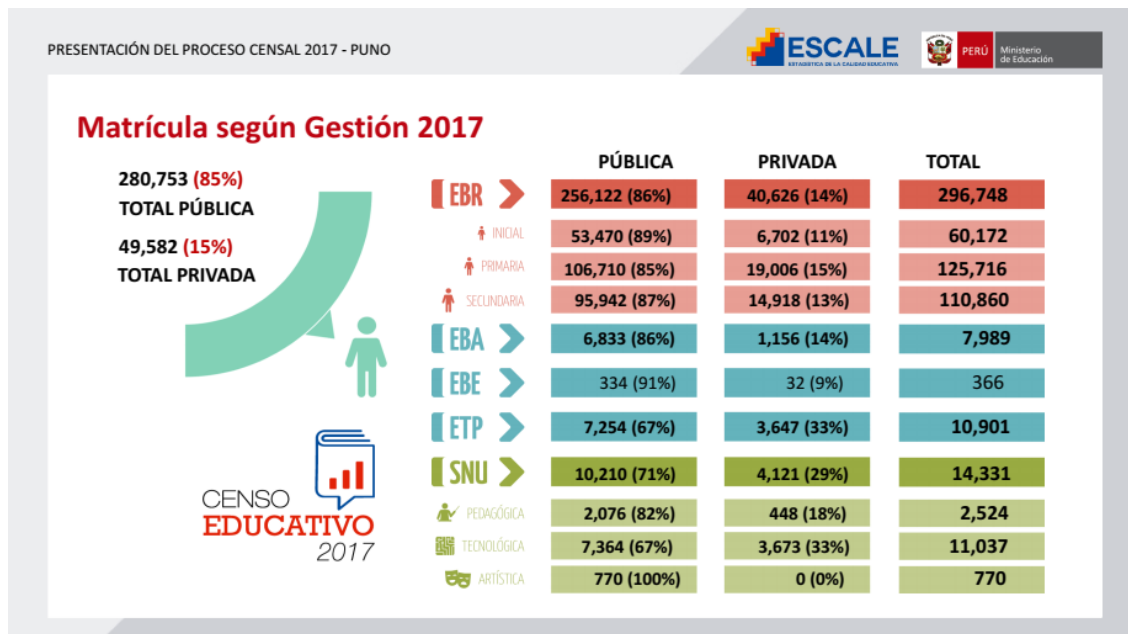 PRESENTACIÓN DEL PROCESO CENSAL 2017 - PUNO
ESCALE
ESTADÍSTICA DE LA CALIDAD EDUCATIVA
PERÚ
Ministerio
de Educación
Matrícula según Gestión 2017
280,753 (85%)
TOTAL PÚBLICA
49,582 (15%)
TOTAL PRIVADA
PÚBLICA PRIVADA TOTAL
EBR 256,122 (86%) 40,626 (14%) 296,748
INICIAL 53,470 (89%) 6,702 (11%) 60,172
PRIMARIA 106,710 (85%) 19,006 (15%) 125,716
SECUNDARIA 95,942 (87%) 14,918 (13%) 110,860
EBA 6,833 (86%) 1,156 (14%) 7,989
EBE 334 (91%) 32 (9%) 366
ETP 7,254 (67%) 3,647 (33%) 10,901
SNU 10,210 (71%) 4,121 (29%) 14,331
PEDAGÓGICA 2,076 (82%) 448 (18%) 2,524
TECNOLÓGICA 7,364 (67%) 3,673 (33%) 11,037
ARTÍSTICA 770 (100%) 0 (0%) 770
CENSO
EDUCATIVO
2017